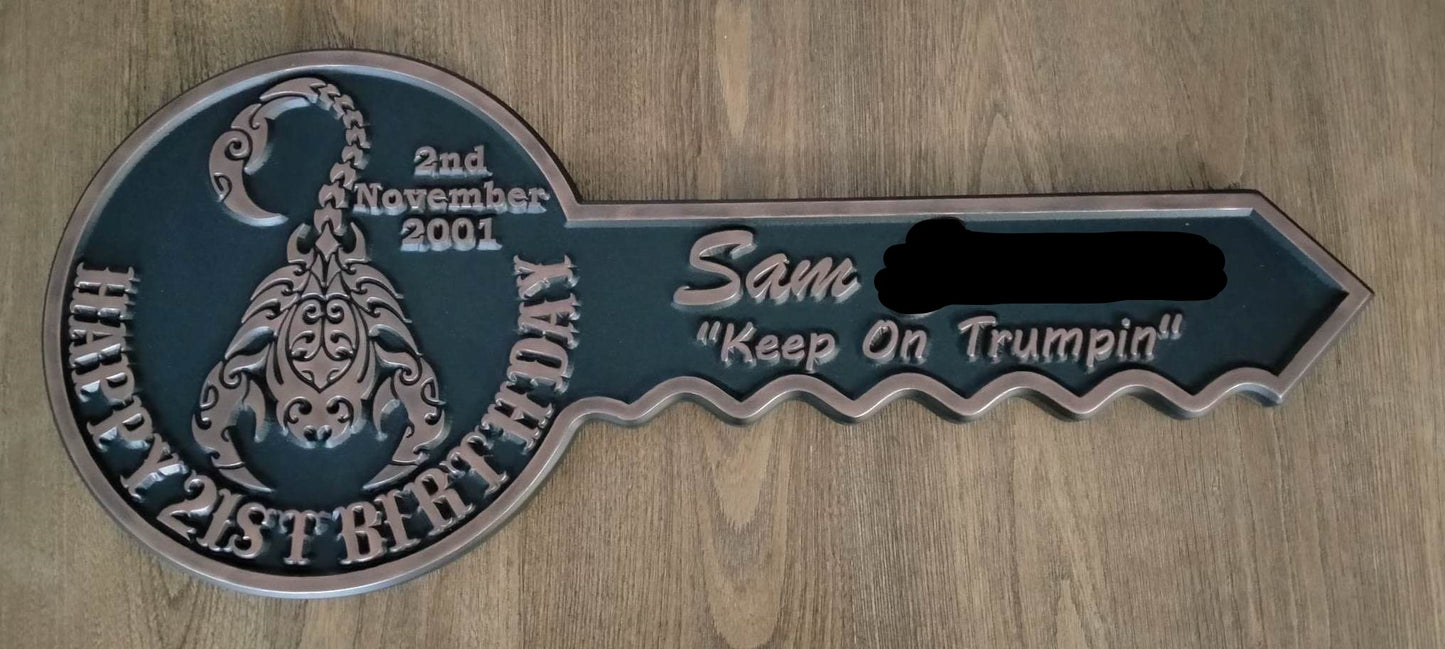 2nd
November
2001
HAPPY 21ST BIRTHDAY
Sam
"Keep On Trumpin"